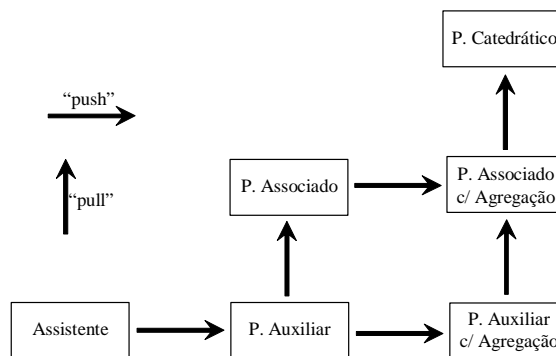 P. Catedrático
“push”
“pull”
P. Associado
P. Associado
c/ Agregação
Assistente
P. Auxiliar
P. Auxiliar
c/ Agregação